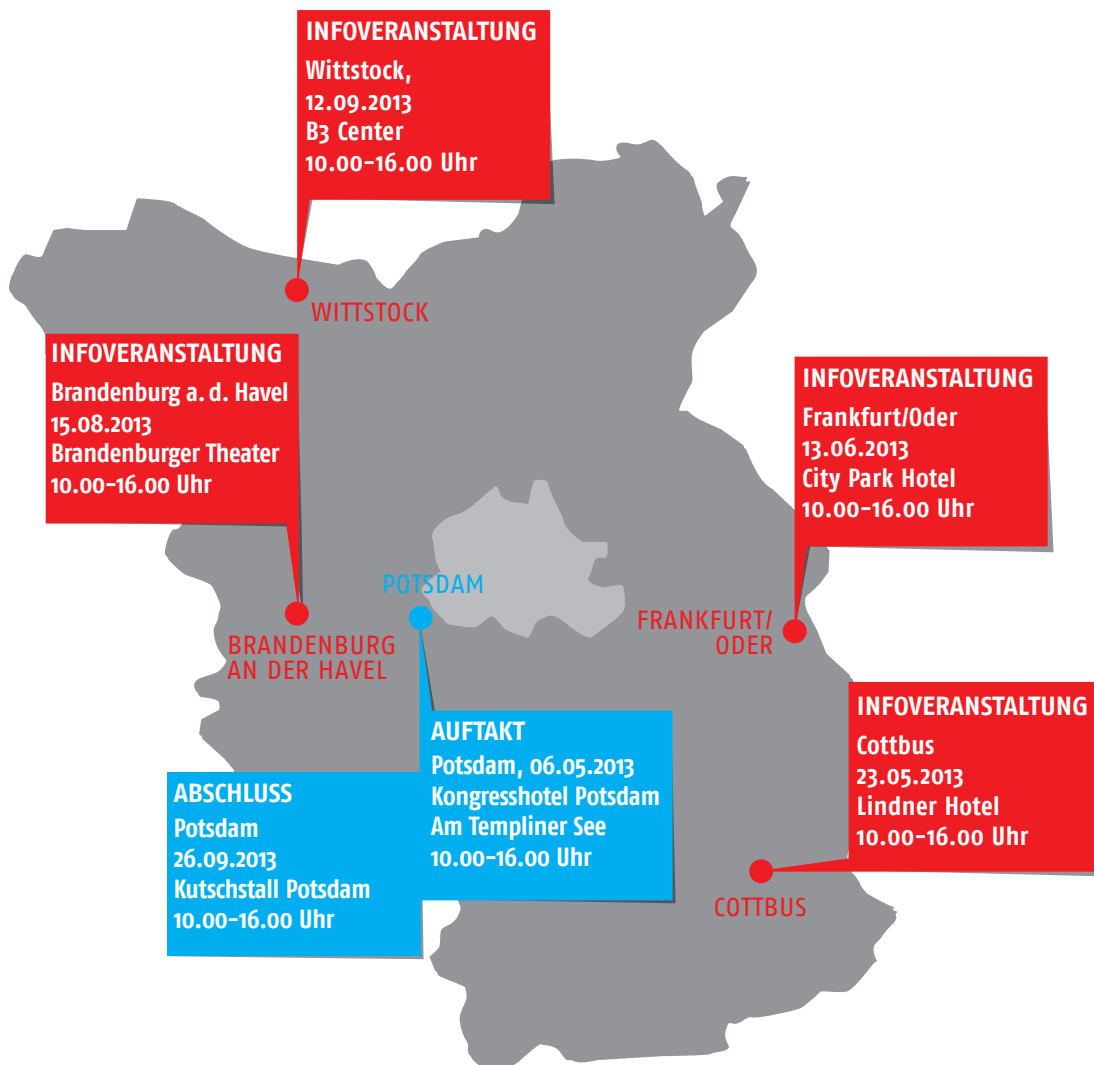 INFOVERANSTALTUNG
Wittstock,
12.09.2013
B3 Center
10.00–16.00 Uhr
WITTSTOCK
INFOVERANSTALTUNG
Brandenburg a. d. Havel
15.08.2013
Brandenburger Theater
10.00–16.00 Uhr
INFOVERANSTALTUNG
Frankfurt/Oder
13.06.2013
City Park Hotel
10.00–16.00 Uhr
POTSDAM
BRANDENBURG
AN DER HAVEL
FRANKFURT/
ODER
AUFTAKT
Potsdam, 06.05.2013
Kongresshotel Potsdam
Am Templiner See
10.00–16.00 Uhr
ABSCHLUSS
Potsdam
26.09.2013
Kutschstall Potsdam
10.00–16.00 Uhr
INFOVERANSTALTUNG
Cottbus
23.05.2013
Lindner Hotel
10.00–16.00 Uhr
COTTBUS